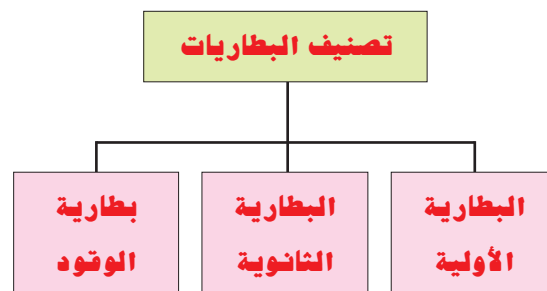 تصنيف البطاريات
البطارية
الأولية
البطارية
الثانوية
بطارية
الوقود